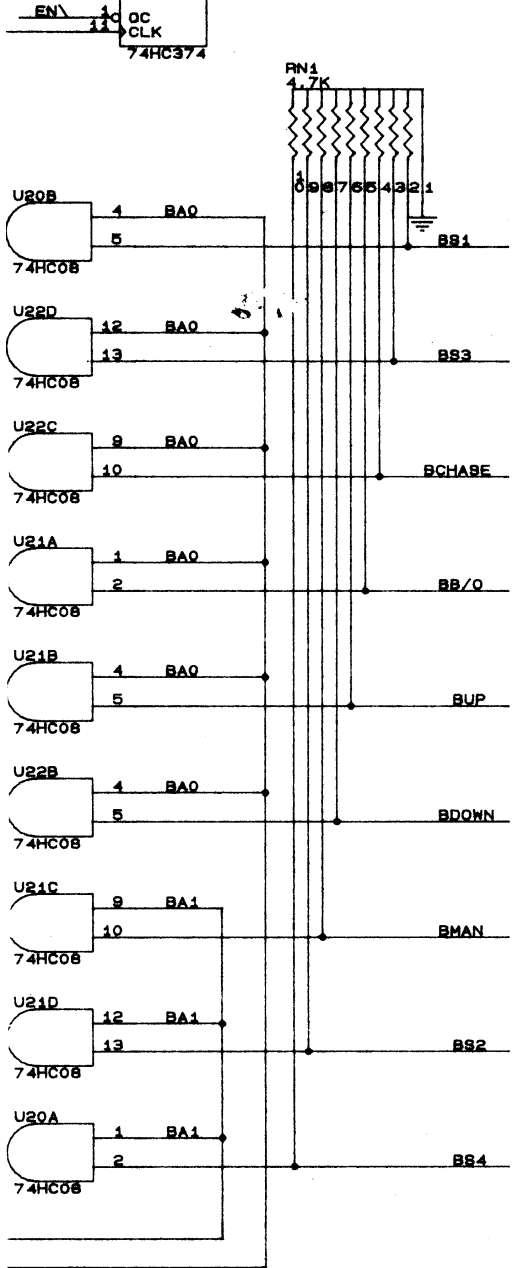 EN\ 1 OC
11 CLK
74HC374
RN1
4.7K
10 9 8 7 6 5 4 3 2 1
U20B
4 BA0
5 BS1
74HC08
U22D
12 BA0
13 BS3
74HC08
U22C
9 BA0
10 BCHASE
74HC08
U21A
1 BA0
2 BB/O
74HC08
U21B
4 BA0
5 BUP
74HC08
U22B
4 BA0
5 BDOWN
74HC08
U21C
9 BA1
10 BMAN
74HC08
U21D
12 BA1
13 BS2
74HC08
U20A
1 BA1
2 BS4
74HC08